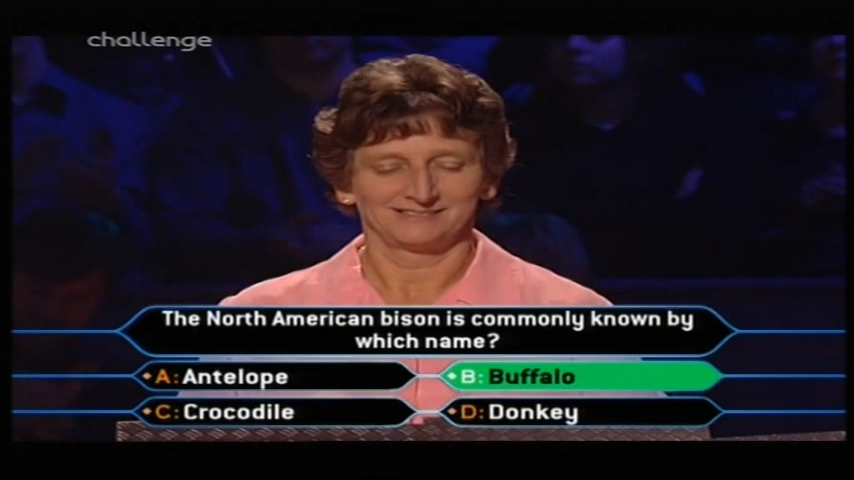 challenge
The North American bison is commonly known by
which name?
A: Antelope
B: Buffalo
C: Crocodile
D: Donkey